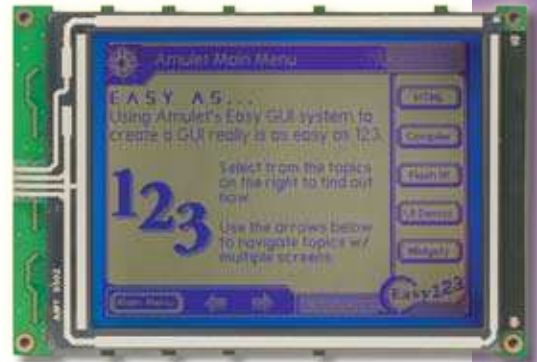 Amulet Main Menu
EASY AS...
Using Amulet's Easy GUI system to
create a GUI really is as easy as 123.
Select from the topics
on the right to find out
how.
123
Use the arrows below
to navigate topics w/
multiple screens.
HTML
Compiler
Flash It!
UI Demos
Widgets
Main Menu
Easy123